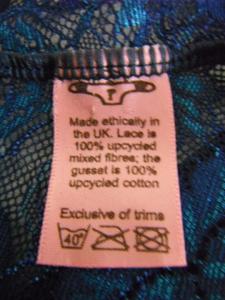 Made ethically in
the UK. Lace is
100% upcycled
mixed fibres; the
gusset is 100%
upcycled cotton
Exclusive of trims
40°